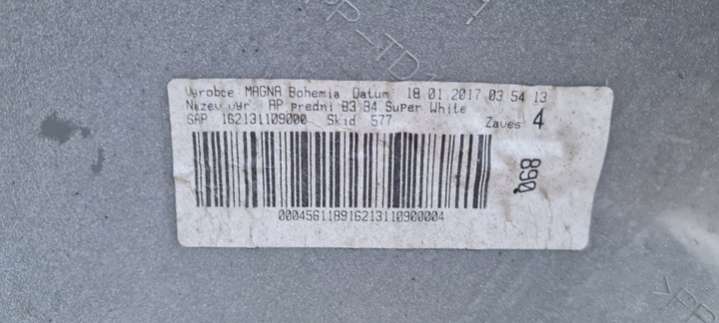 Vyrobce MAGNA Bohemia Datum 18.01.2017 03 54 13
Nazev vyr. AP predni B3 B4 Super White
SAP 162131109000 Skid 577 Zaves 4
890
00045611891621311090004